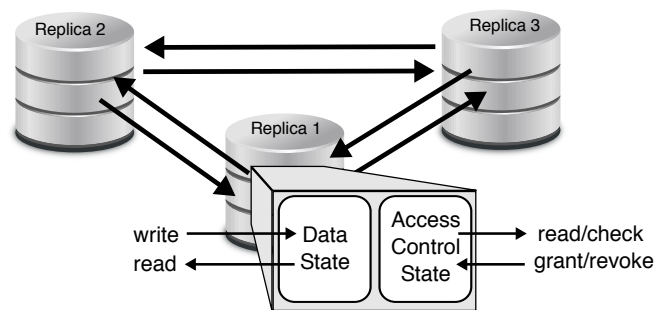 Replica 2
Replica 3
Replica 1
write
read
Data
State
Access
Control
State
read/check
grant/revoke